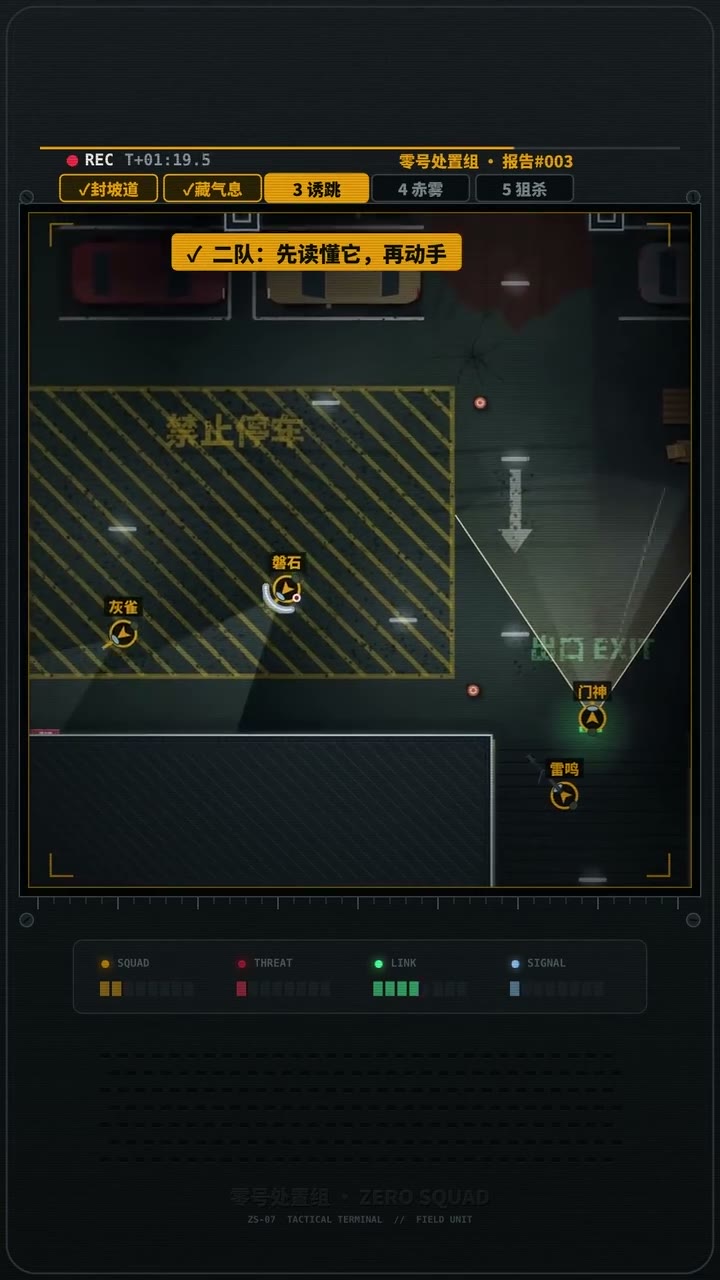 REC T+01:19.5
零号处置组 · 报告#003
✓封坡道
✓藏气息
3 诱跳
4 赤雾
5 狙杀
✓ 二队：先读懂它，再动手
禁止停车
磐石
灰雀
出口 EXIT
门神
雷鸣
SQUAD
THREAT
LINK
SIGNAL
零号处置组 · ZERO SQUAD
ZS-07 TACTICAL TERMINAL // FIELD UNIT